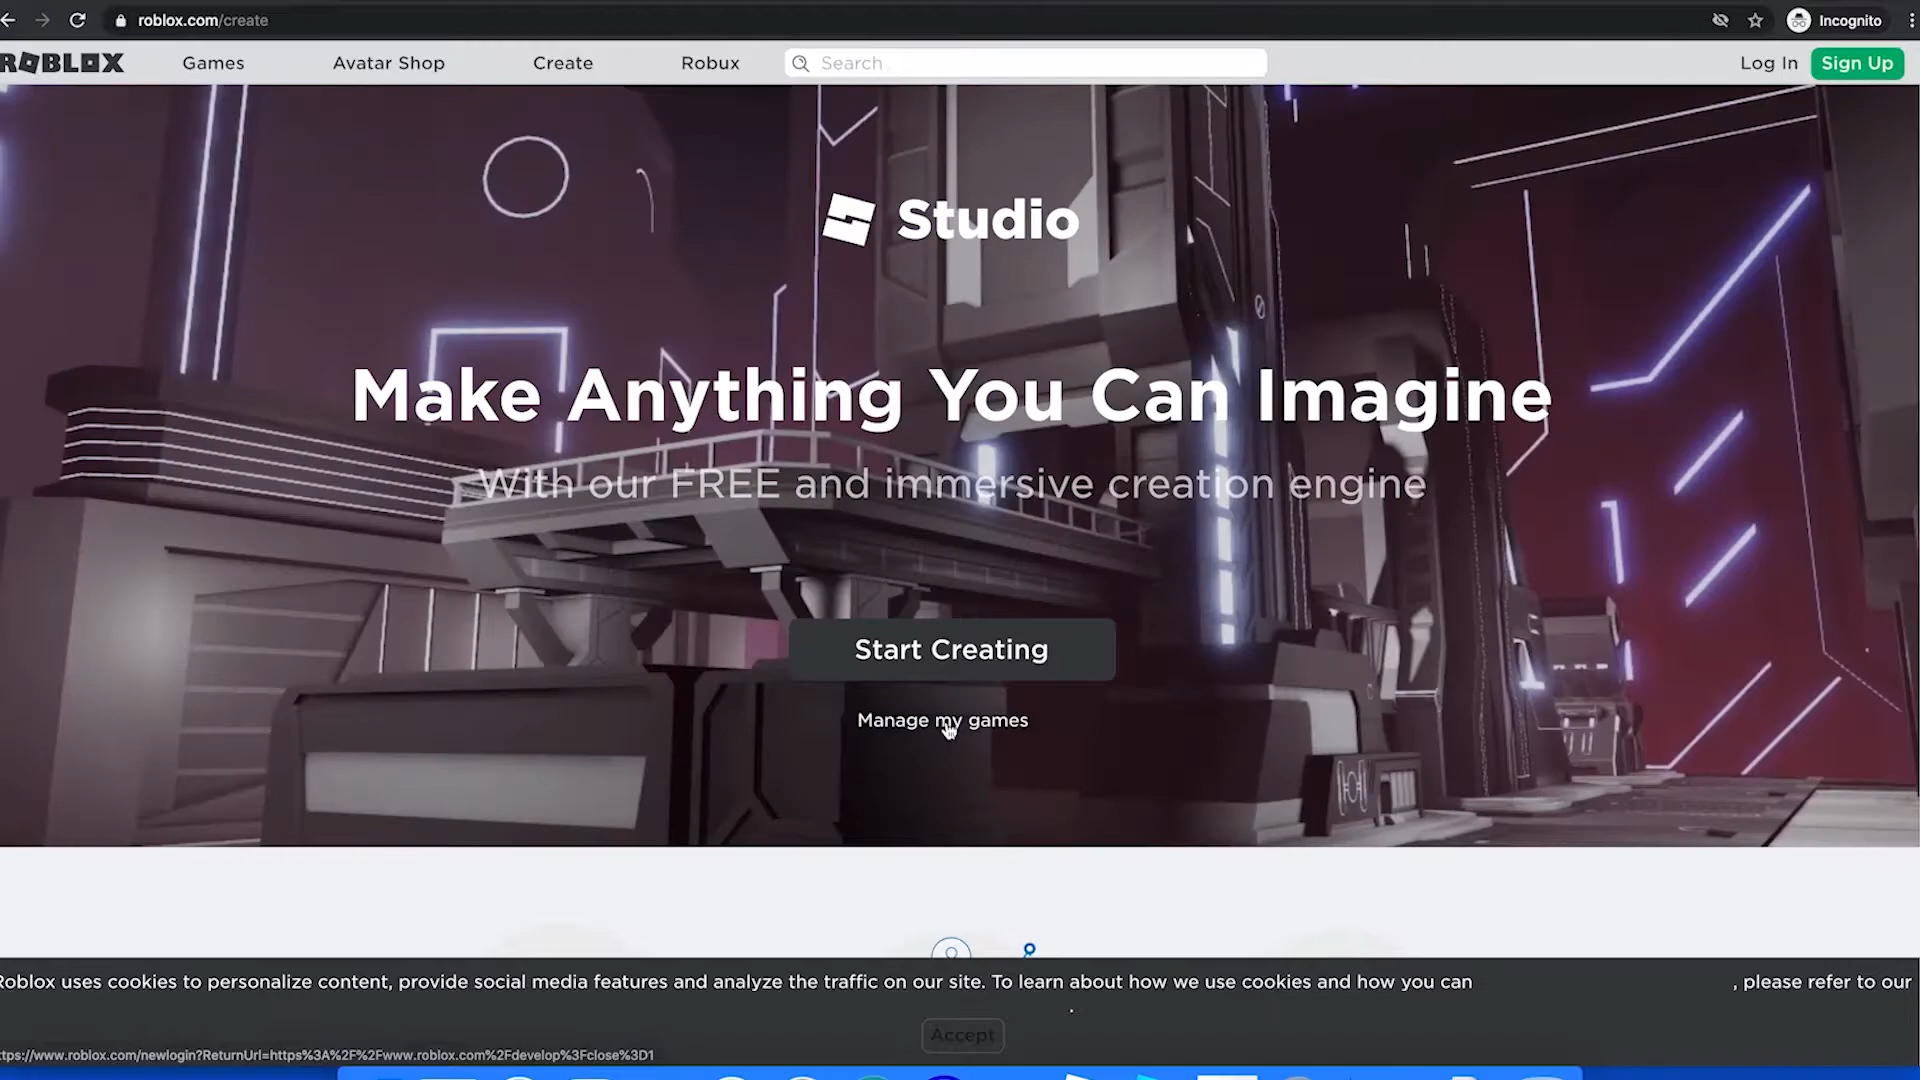 roblox.com/create
Incognito
ROBLOX
Games
Avatar Shop
Create
Robux
Search
Log In
Sign Up
Studio
Make Anything You Can Imagine
With our FREE and immersive creation engine
Start Creating
Manage my games
Roblox uses cookies to personalize content, provide social media features and analyze the traffic on our site. To learn about how we use cookies and how you can , please refer to our
.
Accept
ttps://www.roblox.com/newlogin?ReturnUrl=https%3A%2F%2Fwww.roblox.com%2Fdevelop%3Fclose%3D1